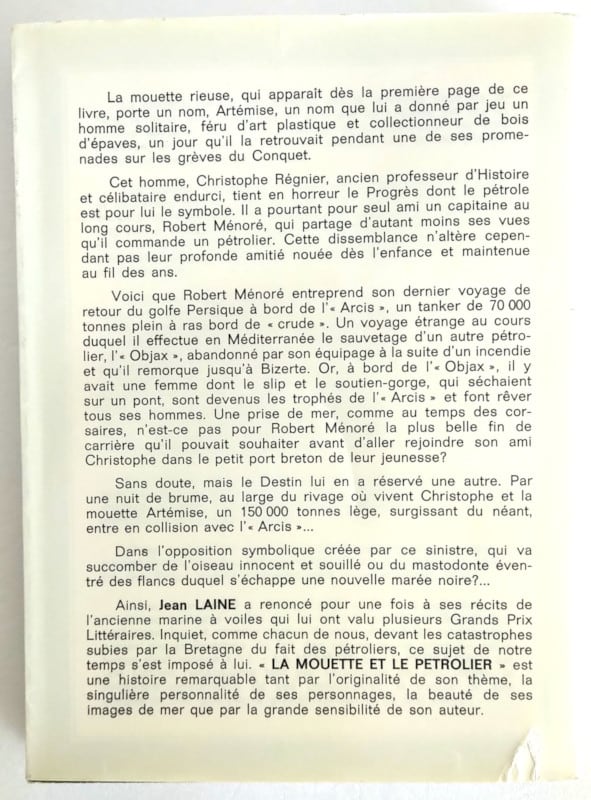 La mouette rieuse, qui apparaît dès la première page de ce
livre, porte un nom, Artémise, un nom que lui a donné par jeu un
homme solitaire, féru d'art plastique et collectionneur de bois
d'épaves, un jour qu'il la retrouvait pendant une de ses prome-
nades sur les grèves du Conquet.
Cet homme, Christophe Régnier, ancien professeur d'Histoire
et célibataire endurci, tient en horreur le Progrès dont le pétrole
est pour lui le symbole. Il a pourtant pour seul ami un capitaine au
long cours, Robert Ménoré, qui partage d'autant moins ses vues
qu'il commande un pétrolier. Cette dissemblance n'altère cepen-
dant pas leur profonde amitié nouée dès l'enfance et maintenue
au fil des ans.
Voici que Robert Ménoré entreprend son dernier voyage de
retour du golfe Persique à bord de l'« Arcis », un tanker de 70 000
tonnes plein à ras bord de « crude ». Un voyage étrange au cours
duquel il effectue en Méditerranée le sauvetage d'un autre pétro-
lier, l'« Objax », abandonné par son équipage à la suite d'un incendie
et qu'il remorque jusqu'à Bizerte. Or, à bord de l'« Objax », il y
avait une femme dont le slip et le soutien-gorge, qui séchaient
sur un pont, sont devenus les trophés de l'« Arcis » et font rêver
tous ses hommes. Une prise de mer, comme au temps des cor-
saires, n'est-ce pas pour Robert Ménoré la plus belle fin de
carrière qu'il pouvait souhaiter avant d'aller rejoindre son ami
Christophe dans le petit port breton de leur jeunesse?
Sans doute, mais le Destin lui en a réservé une autre. Par
une nuit de brume, au large du rivage où vivent Christophe et la
mouette Artémise, un 150 000 tonnes lège, surgissant du néant,
entre en collision avec l'« Arcis »...
Dans l'opposition symbolique créée par ce sinistre, qui va
succomber de l'oiseau innocent et souillé ou du mastodonte éven-
tré des flancs duquel s'échappe une nouvelle marée noire?...
Ainsi, Jean LAINE a renoncé pour une fois à ses récits de
l'ancienne marine à voiles qui lui ont valu plusieurs Grands Prix
Littéraires. Inquiet, comme chacun de nous, devant les catastrophes
subies par la Bretagne du fait des pétroliers, ce sujet de notre
temps s'est imposé à lui. « LA MOUETTE ET LE PETROLIER » est
une histoire remarquable tant par l'originalité de son thème, la
singulière personnalité de ses personnages, la beauté de ses
images de mer que par la grande sensibilité de son auteur.